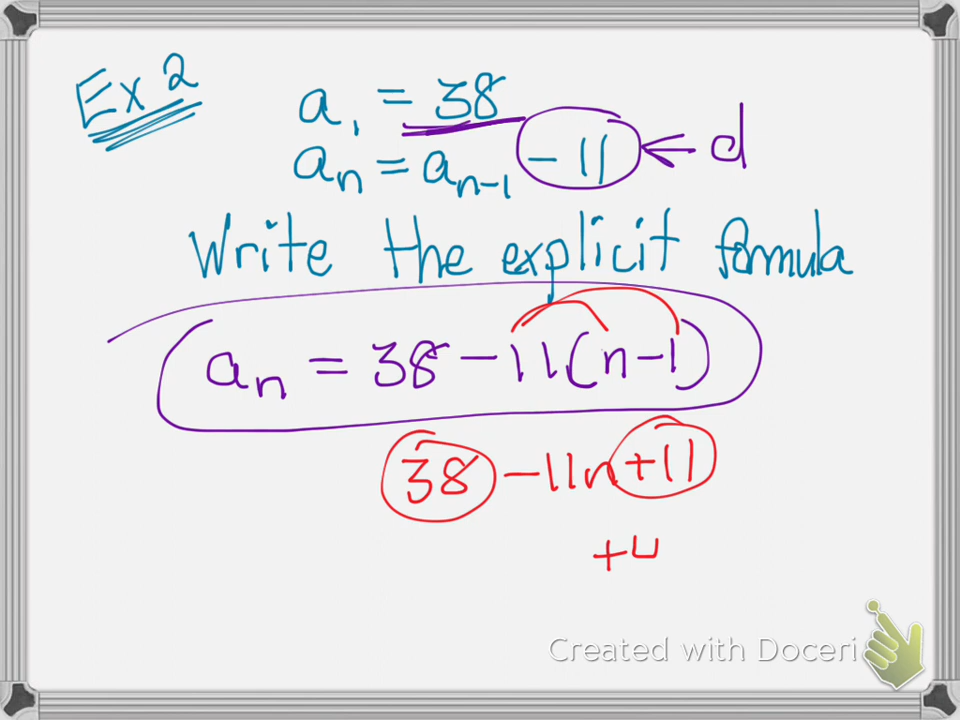 Ex 2
a₁ = 38
aₙ = aₙ₋₁ - 11 ← d
Write the explicit formula
aₙ = 38 - 11(n - 1)
38 - 11n + 11
+4
Created with Doceri